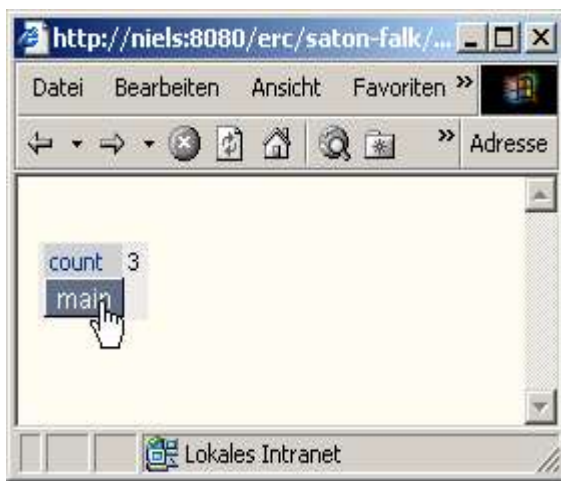 http://niels:8080/erc/saton-falk/...
Datei Bearbeiten Ansicht Favoriten »
» Adresse
count 3
main
Lokales Intranet